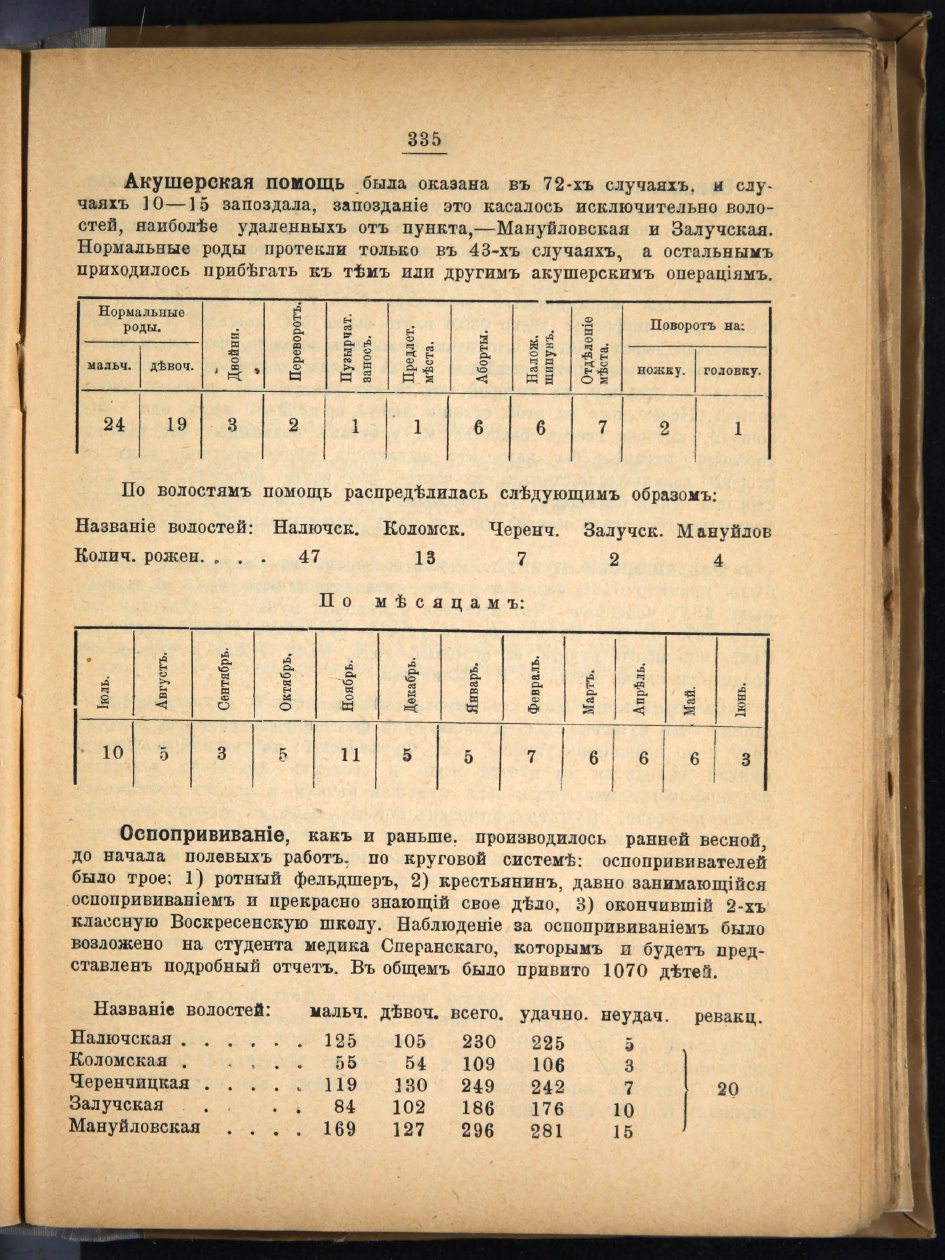 335
Акушерская помощь была оказана въ 72-хъ случаяхъ, и слу-
чаяхъ 10—15 запоздала, запозданіе это касалось исключительно воло-
стей, наиболѣе удаленныхъ отъ пункта,—Мануйловская и Залучская.
Нормальные роды протекли только въ 43-хъ случаяхъ, а остальнымъ
приходилось прибѣгать къ тѣмъ или другимъ акушерскимъ операціямъ.
Нормальные роды.
мальч. дѣвоч.
Двойни.
Переворотъ.
Пузырчат. заносъ.
Предлет. мѣста.
Аборты.
Налож. щипцвъ.
Отдѣленіе мѣста.
Поворотъ на:
ножку. головку.
24 19 3 2 1 1 6 6 7 2 1
По волостямъ помощь распредѣлилась слѣдующимъ образомъ:
Названіе волостей: Налючск. Коломск. Черенч. Залучск. Мануйлов
Колич. рожен. . . . 47 13 7 2 4
По мѣсяцамъ:
Іюль. Августъ. Сентябрь. Октябрь. Ноябрь. Декабрь. Январь. Февраль. Мартъ. Апрѣль. Май. Іюнь.
10 5 3 5 11 5 5 7 6 6 6 3
Оспопрививаніе, какъ и раньше. производилось ранней весной,
до начала полевыхъ работъ. по круговой системѣ: оспопрививателей
было трое: 1) ротный фельдшеръ, 2) крестьянинъ, давно занимающійся
оспопрививаніемъ и прекрасно знающій свое дѣло, 3) окончившій 2-хъ
классную Воскресенскую школу. Наблюденіе за оспопрививаніемъ было
возложено на студента медика Сперанскаго, которымъ и будетъ пред-
ставленъ подробный отчетъ. Въ общемъ было привито 1070 дѣтей.
Названіе волостей: мальч. дѣвоч. всего. удачно. неудач. ревакц.
Налючская . . . . . . 125 105 230 225 5
Коломская . . . . . 55 54 109 106 3
Черенчицкая . . . . . 119 130 249 242 7 20
Залучская . . . . 84 102 186 176 10
Мануйловская . . . . 169 127 296 281 15